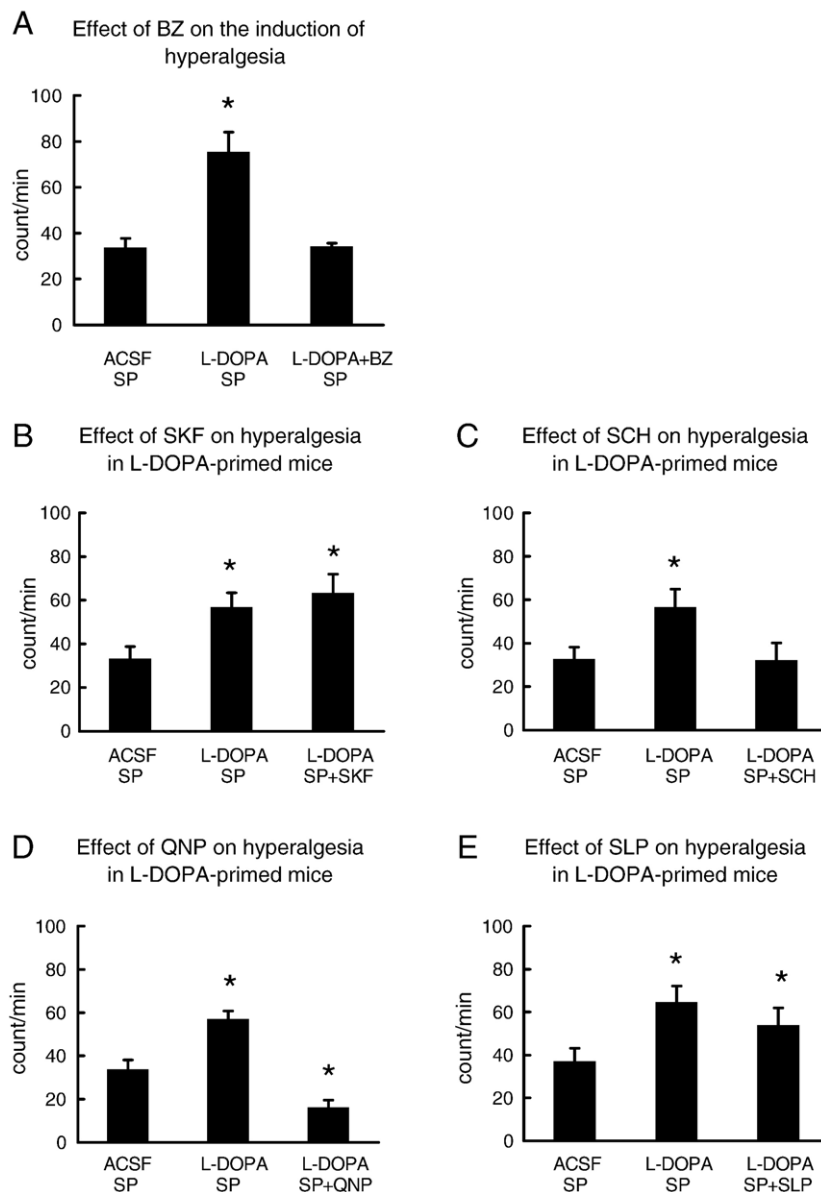 A
Effect of BZ on the induction of
hyperalgesia
100
80
60
40
20
0
count/min
*
ACSF
SP
L-DOPA
SP
L-DOPA+BZ
SP
B
Effect of SKF on hyperalgesia
in L-DOPA-primed mice
100
80
60
40
20
0
count/min
*
*
ACSF
SP
L-DOPA
SP
L-DOPA
SP+SKF
C
Effect of SCH on hyperalgesia
in L-DOPA-primed mice
100
80
60
40
20
0
count/min
*
ACSF
SP
L-DOPA
SP
L-DOPA
SP+SCH
D
Effect of QNP on hyperalgesia
in L-DOPA-primed mice
100
80
60
40
20
0
count/min
*
*
ACSF
SP
L-DOPA
SP
L-DOPA
SP+QNP
E
Effect of SLP on hyperalgesia
in L-DOPA-primed mice
100
80
60
40
20
0
count/min
*
*
ACSF
SP
L-DOPA
SP
L-DOPA
SP+SLP